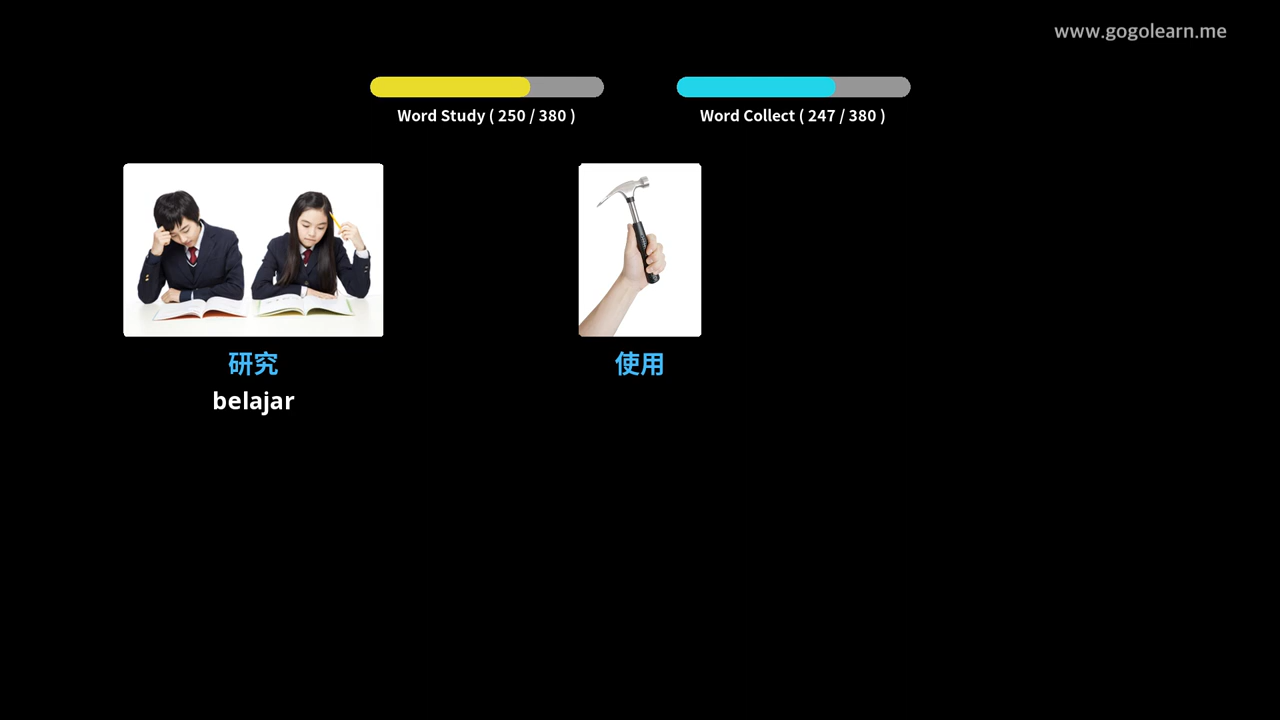 www.gogolearn.me
Word Study ( 250 / 380 )
Word Collect ( 247 / 380 )
研究
使用
belajar